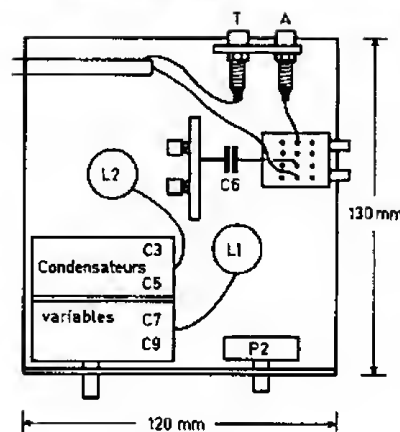 T A
C6
L2
130 mm
L1
C3
Condensateurs
C5
variables
C7
C9
P2
120 mm